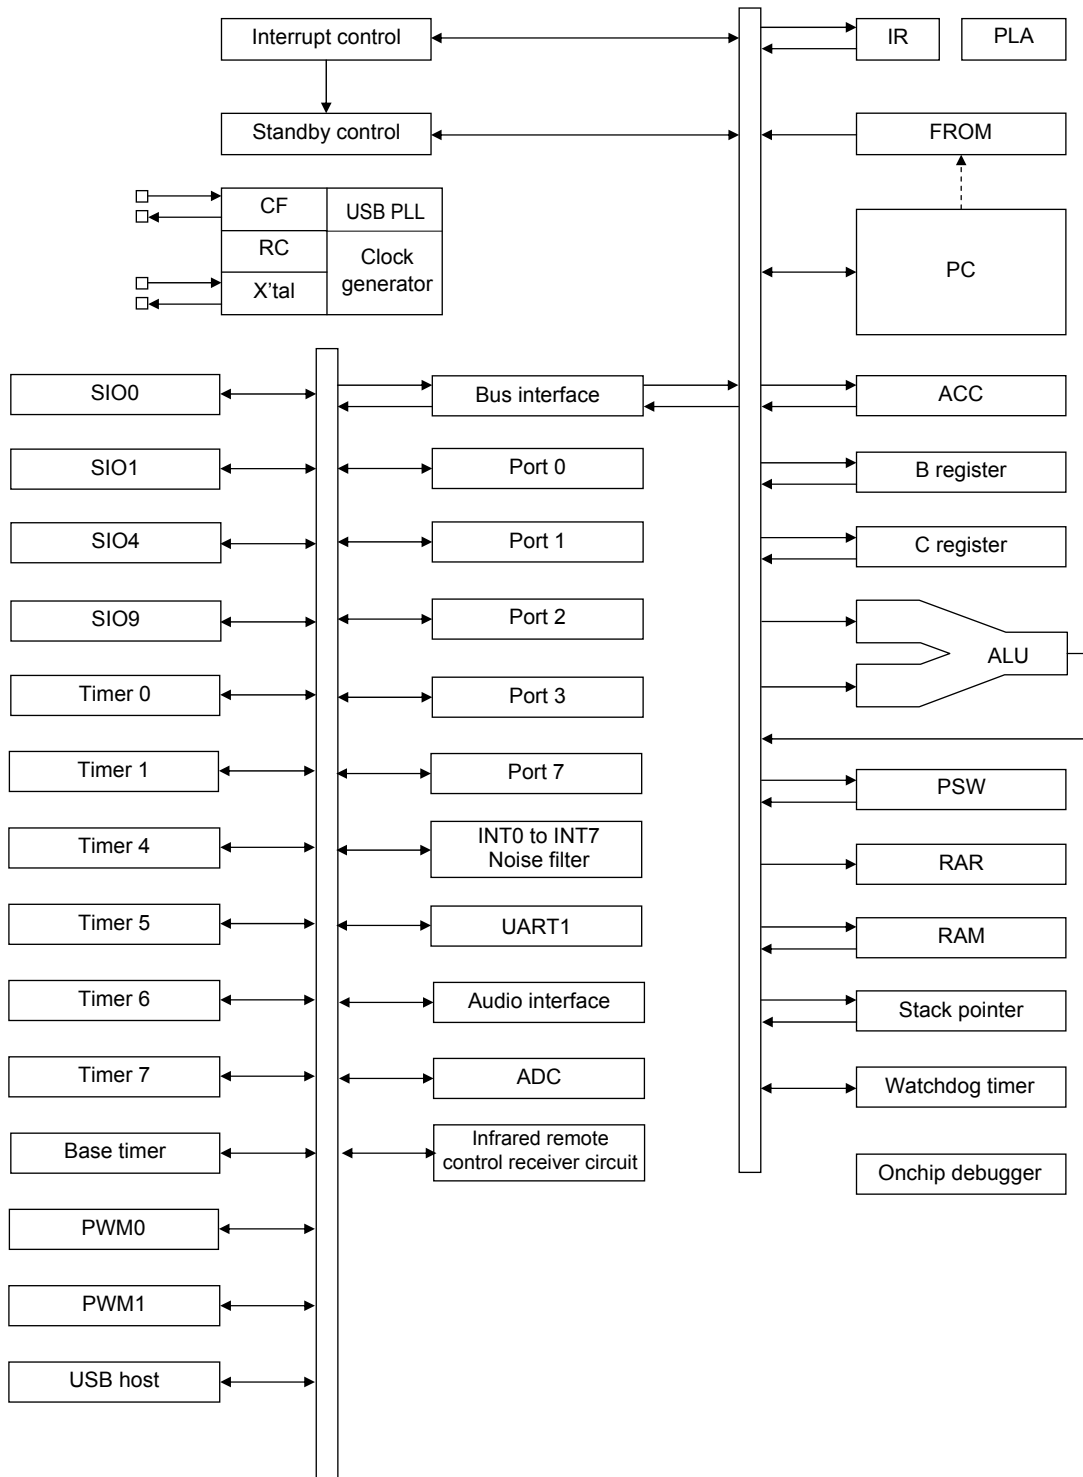 Interrupt control
IR
PLA
Standby control
FROM
CF
USB PLL
RC
Clock
generator
X'tal
PC
SIO0
Bus interface
ACC
SIO1
Port 0
B register
SIO4
Port 1
C register
SIO9
Port 2
ALU
Timer 0
Port 3
Timer 1
Port 7
PSW
Timer 4
INT0 to INT7
Noise filter
RAR
Timer 5
UART1
RAM
Timer 6
Audio interface
Stack pointer
Timer 7
ADC
Watchdog timer
Base timer
Infrared remote
control receiver circuit
Onchip debugger
PWM0
PWM1
USB host